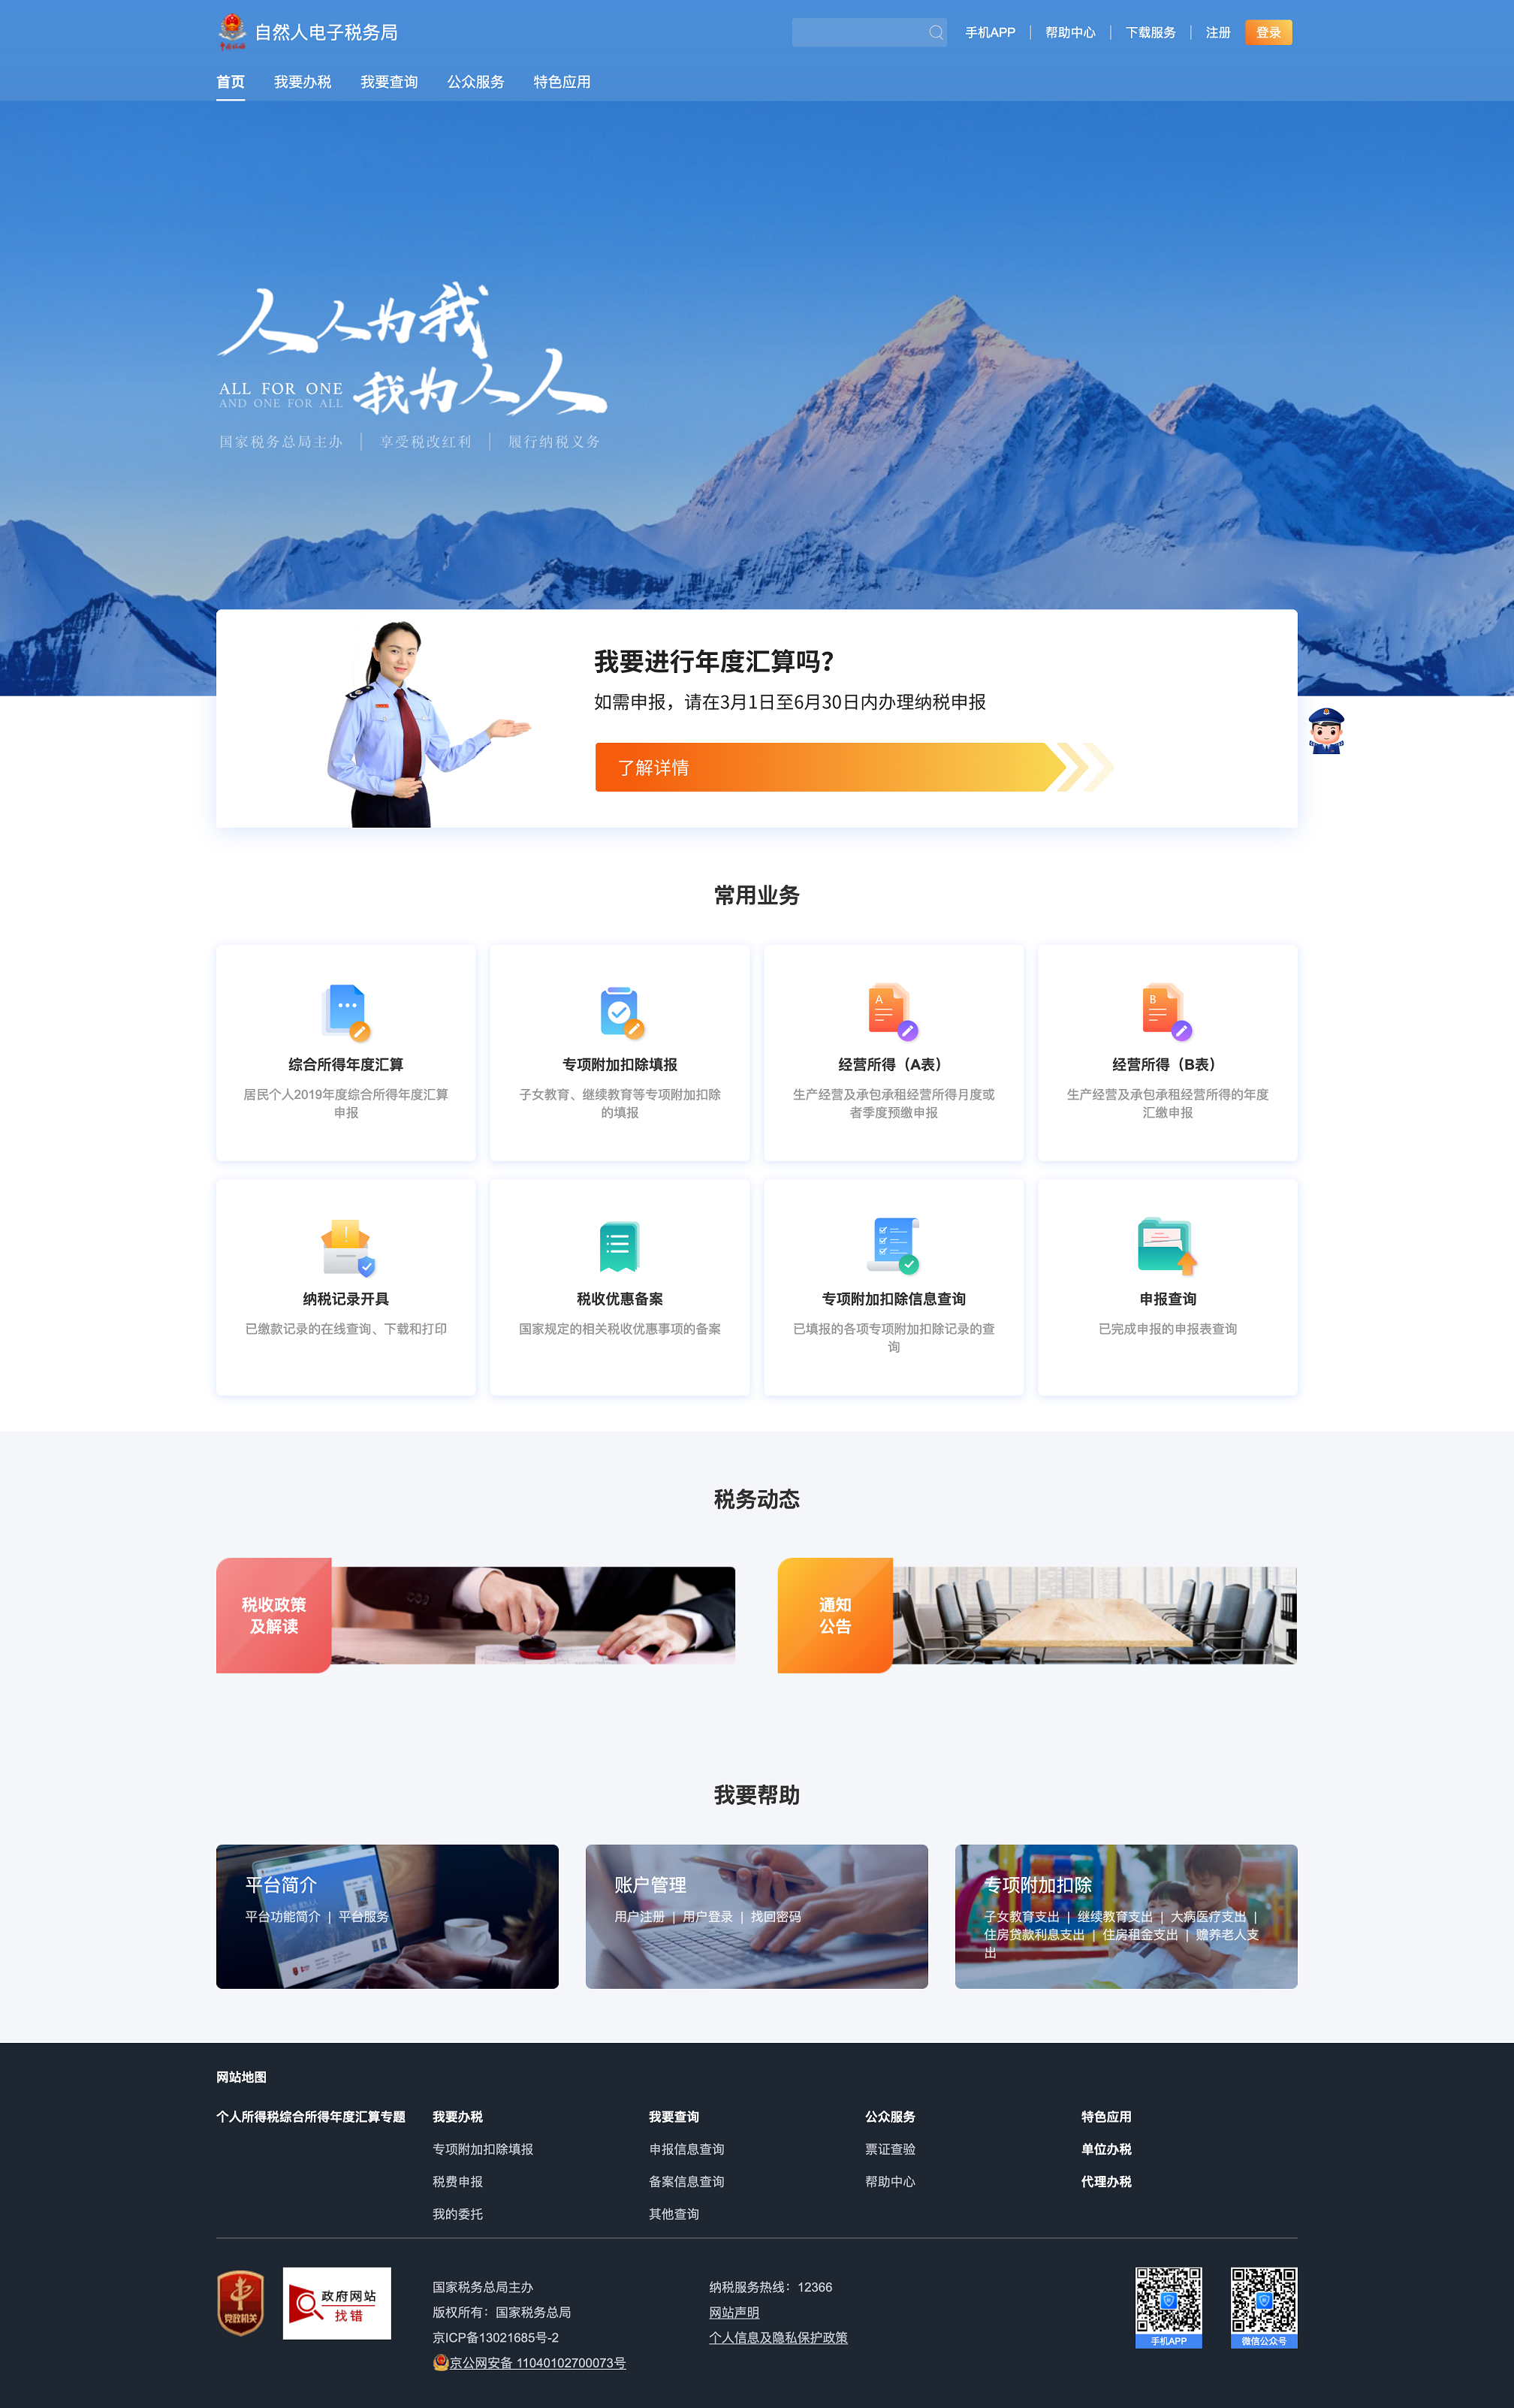 自然人电子税务局
手机APP
帮助中心
下载服务
注册
登录
首页
我要办税
我要查询
公众服务
特色应用
人人为我
ALL FOR ONE
AND ONE FOR ALL
我为人人
国家税务总局主办
享受税改红利
履行纳税义务
我要进行年度汇算吗?
如需申报，请在3月1日至6月30日内办理纳税申报
了解详情
常用业务
综合所得年度汇算
居民个人2019年度综合所得年度汇算
申报
专项附加扣除填报
子女教育、继续教育等专项附加扣除
的填报
A
经营所得（A表）
生产经营及承包承租经营所得月度或
者季度预缴申报
B
经营所得（B表）
生产经营及承包承租经营所得的年度
汇缴申报
纳税记录开具
已缴款记录的在线查询、下载和打印
税收优惠备案
国家规定的相关税收优惠事项的备案
专项附加扣除信息查询
已填报的各项专项附加扣除记录的查
询
申报查询
已完成申报的申报表查询
税务动态
税收政策
及解读
通知
公告
我要帮助
平台简介
平台功能简介 | 平台服务
账户管理
用户注册 | 用户登录 | 找回密码
专项附加扣除
子女教育支出 | 继续教育支出 | 大病医疗支出 |
住房贷款利息支出 | 住房租金支出 | 赡养老人支
出
网站地图
个人所得税综合所得年度汇算专题
我要办税
专项附加扣除填报
税费申报
我的委托
我要查询
申报信息查询
备案信息查询
其他查询
公众服务
票证查验
帮助中心
特色应用
单位办税
代理办税
党政机关
政府网站
找错
国家税务总局主办
版权所有：国家税务总局
京ICP备13021685号-2
京公网安备 11040102700073号
纳税服务热线：12366
网站声明
个人信息及隐私保护政策
手机APP
微信公众号